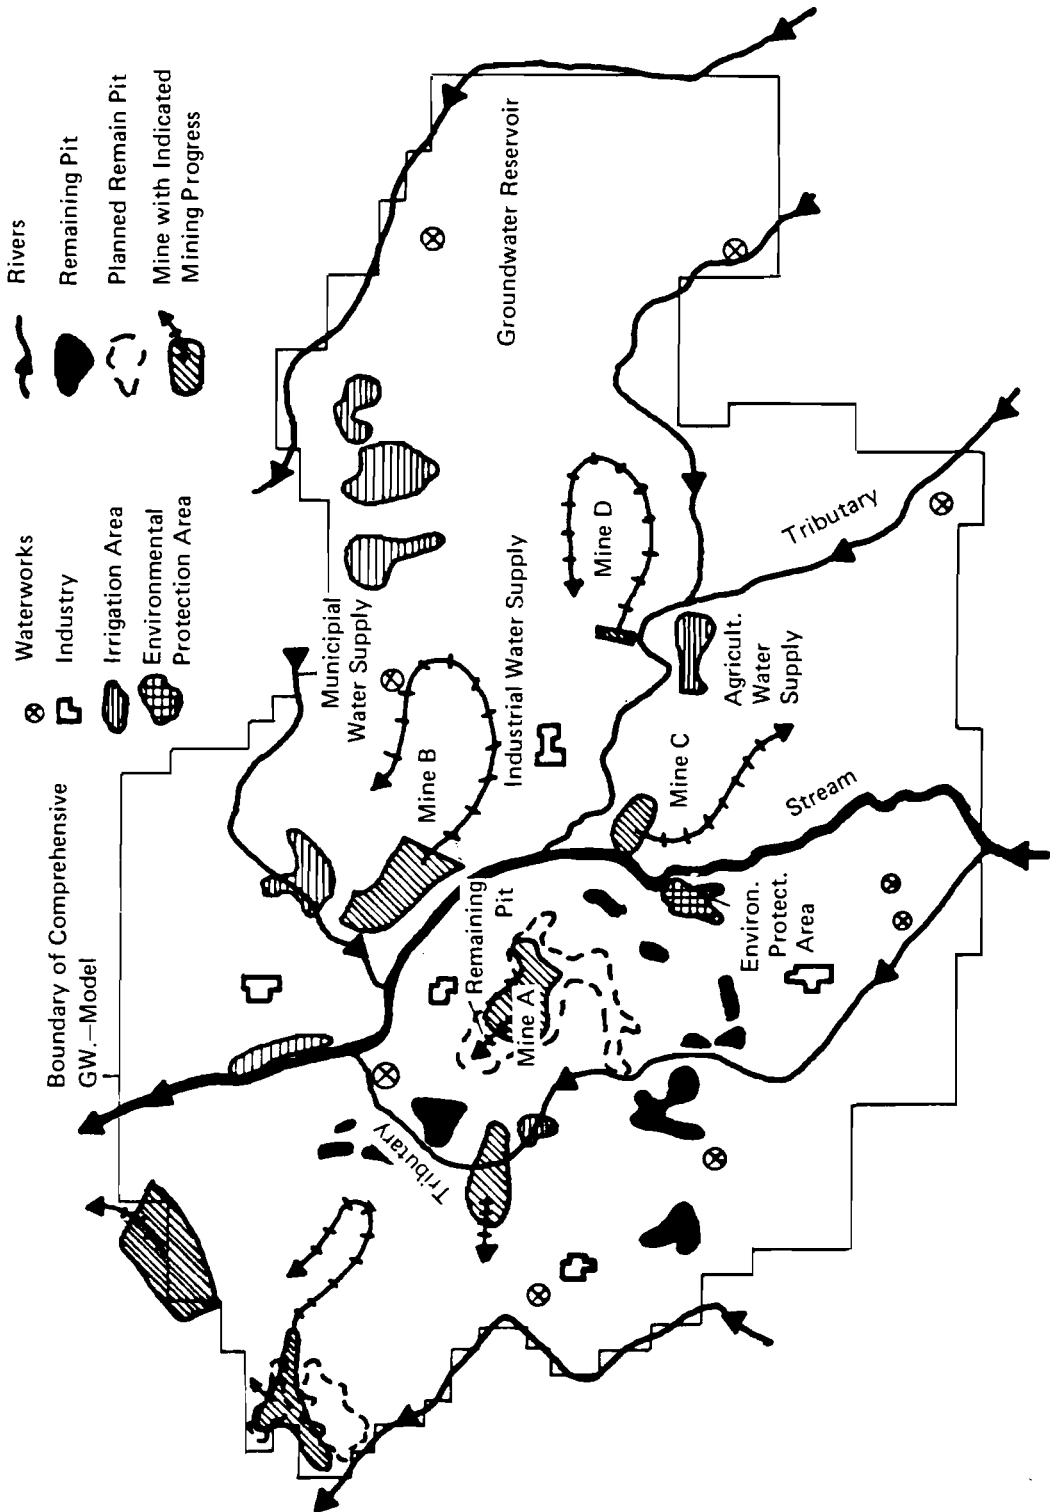 Rivers
Remaining Pit
Planned Remain Pit
Mine with Indicated
Mining Progress
Waterworks
Industry
Irrigation Area
Environmental
Protection Area
Boundary of Comprehensive
GW.-Model
Municipial
Water Supply
Groundwater Reservoir
Mine B
Industrial Water Supply
Mine D
Tributary
Remaining
Pit
Mine A
Tributary
Mine C
Agricult.
Water
Supply
Stream
Environ.
Protect.
Area